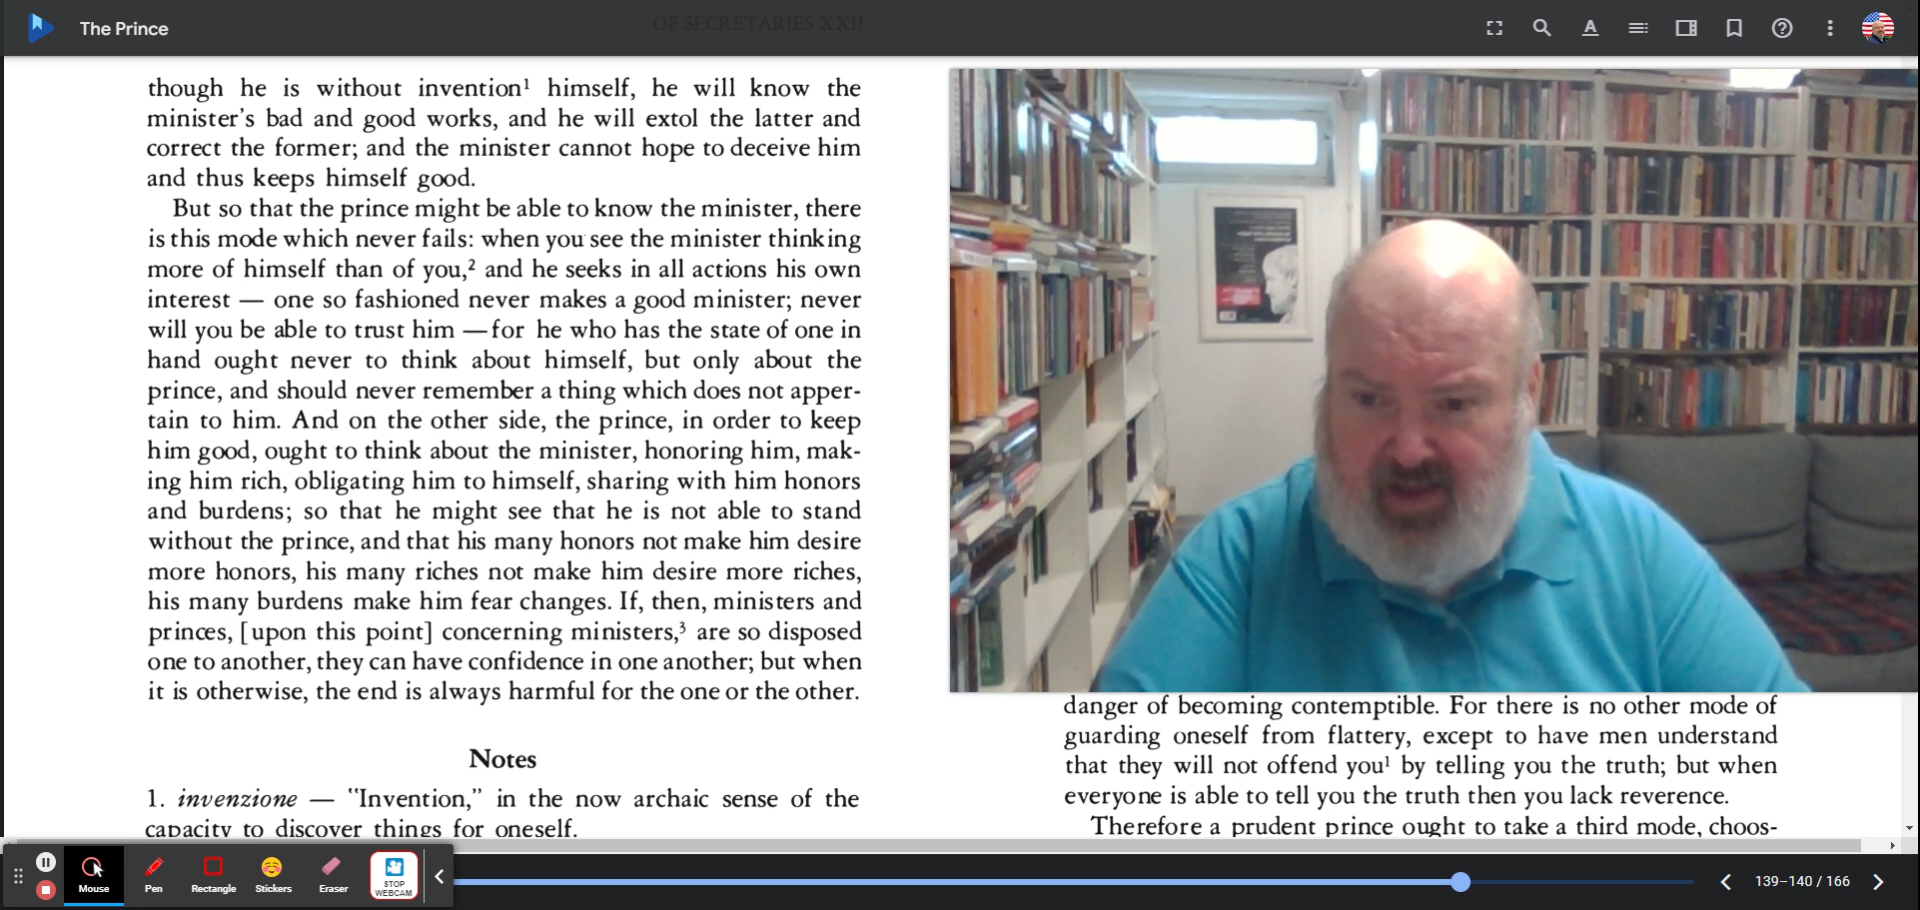 The Prince
OF SECRETARIES XXII
though he is without invention¹ himself, he will know the
minister's bad and good works, and he will extol the latter and
correct the former; and the minister cannot hope to deceive him
and thus keeps himself good.
But so that the prince might be able to know the minister, there
is this mode which never fails: when you see the minister thinking
more of himself than of you,² and he seeks in all actions his own
interest — one so fashioned never makes a good minister; never
will you be able to trust him — for he who has the state of one in
hand ought never to think about himself, but only about the
prince, and should never remember a thing which does not apper-
tain to him. And on the other side, the prince, in order to keep
him good, ought to think about the minister, honoring him, mak-
ing him rich, obligating him to himself, sharing with him honors
and burdens; so that he might see that he is not able to stand
without the prince, and that his many honors not make him desire
more honors, his many riches not make him desire more riches,
his many burdens make him fear changes. If, then, ministers and
princes, [upon this point] concerning ministers,³ are so disposed
one to another, they can have confidence in one another; but when
it is otherwise, the end is always harmful for the one or the other.
Notes
1. invenzione — "Invention," in the now archaic sense of the
capacity to discover things for oneself.
danger of becoming contemptible. For there is no other mode of
guarding oneself from flattery, except to have men understand
that they will not offend you¹ by telling you the truth; but when
everyone is able to tell you the truth then you lack reverence.
Therefore a prudent prince ought to take a third mode, choos-
Mouse
Pen
Rectangle
Stickers
Eraser
STOP
WEBCAM
139–140 / 166